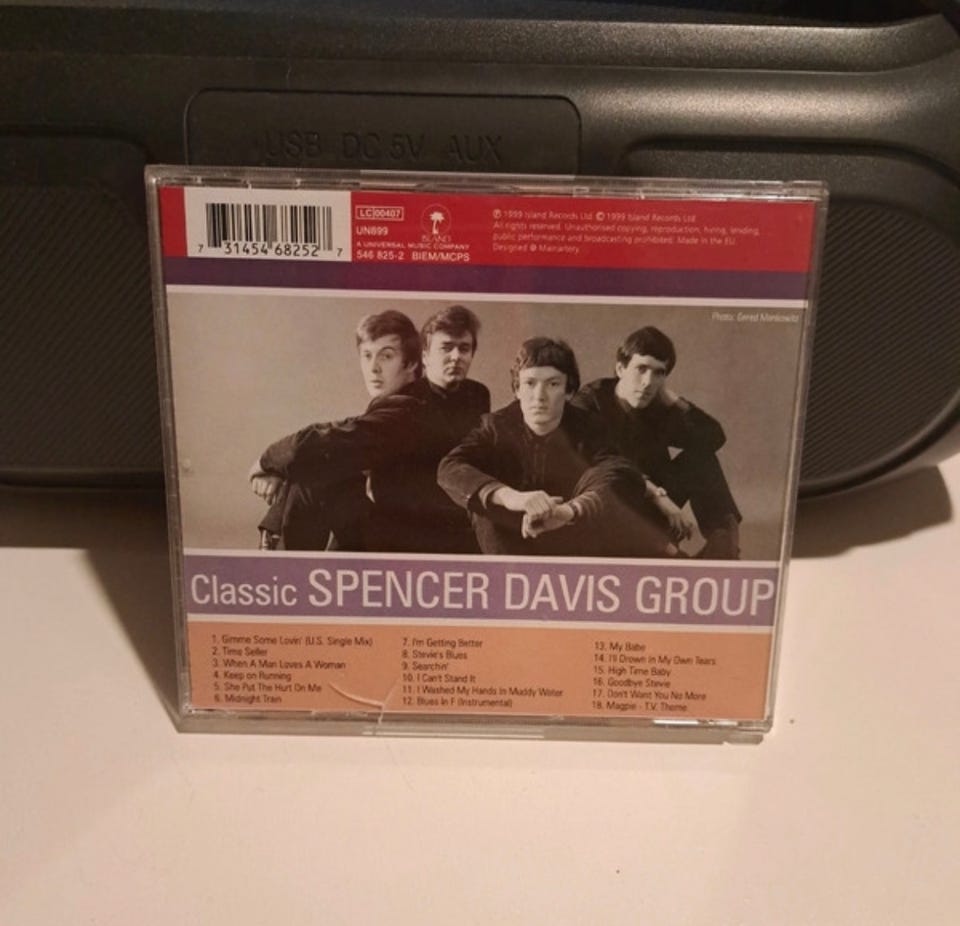 USB DC 5V AUX
7 31454 68252 7
LC 00407
UN899
ISLAND
A UNIVERSAL MUSIC COMPANY
546 825-2 BIEM/MCPS
℗ 1999 Island Records Ltd. © 1999 Island Records Ltd
All rights reserved. Unauthorised copying, reproduction, hiring, lending,
public performance and broadcasting prohibited. Made in the EU.
Designed @ Mainartery.
Photo: Gered Mankowitz
Classic SPENCER DAVIS GROUP
1. Gimme Some Lovin' (U.S. Single Mix)
2. Time Seller
3. When A Man Loves A Woman
4. Keep on Running
5. She Put The Hurt On Me
6. Midnight Train
7. I'm Getting Better
8. Stevie's Blues
9. Searchin'
10. I Can't Stand It
11. I Washed My Hands In Muddy Water
12. Blues In F (Instrumental)
13. My Babe
14. I'll Drown In My Own Tears
15. High Time Baby
16. Goodbye Stevie
17. Don't Want You No More
18. Magpie - T.V. Theme